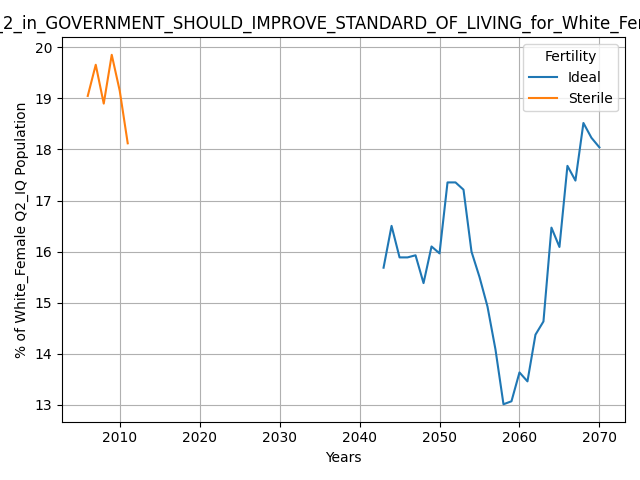 _2_in_GOVERNMENT_SHOULD_IMPROVE_STANDARD_OF_LIVING_for_White_Fem
20
19
18
17
16
15
14
13
% of White_Female Q2_IQ Population
Fertility
Ideal
Sterile
2010 2020 2030 2040 2050 2060 2070
Years